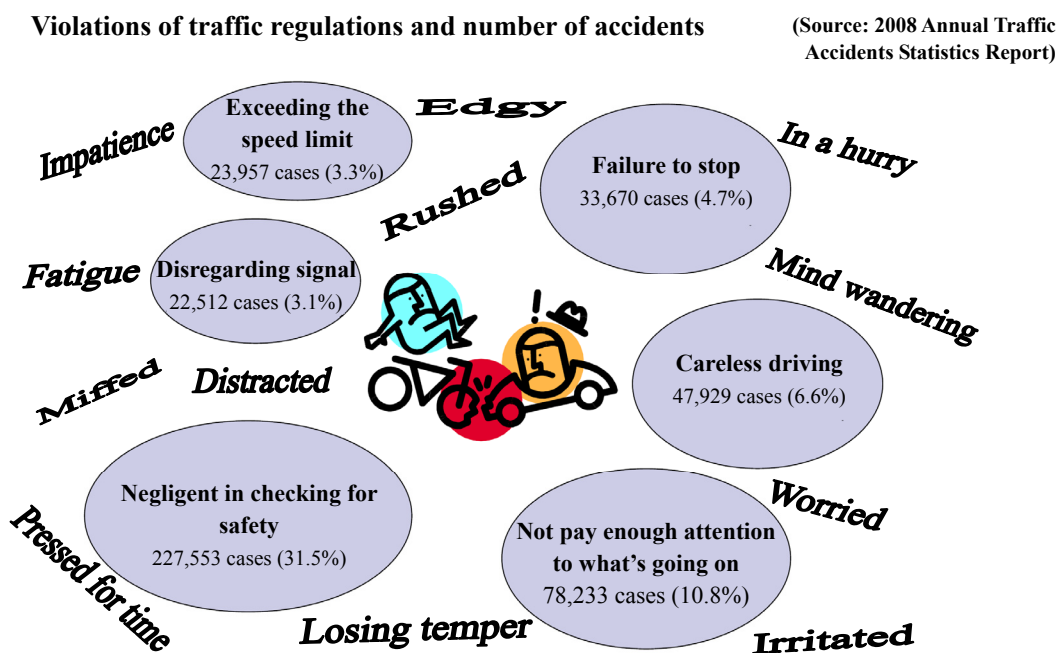 Violations of traffic regulations and number of accidents
(Source: 2008 Annual Traffic
Accidents Statistics Report)
Impatience
Exceeding the
speed limit
23,957 cases (3.3%)
Edgy
Rushed
Failure to stop
33,670 cases (4.7%)
In a hurry
Fatigue
Disregarding signal
22,512 cases (3.1%)
!
Mind wandering
Miffed
Distracted
Careless driving
47,929 cases (6.6%)
Negligent in checking for
safety
227,553 cases (31.5%)
Not pay enough attention
to what's going on
78,233 cases (10.8%)
Worried
Pressed for time
Losing temper
Irritated